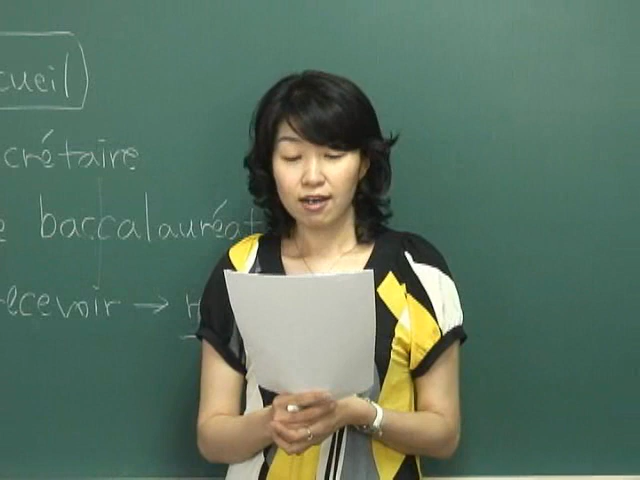 cueil
crétaire
e baccalauréat
recevoir →